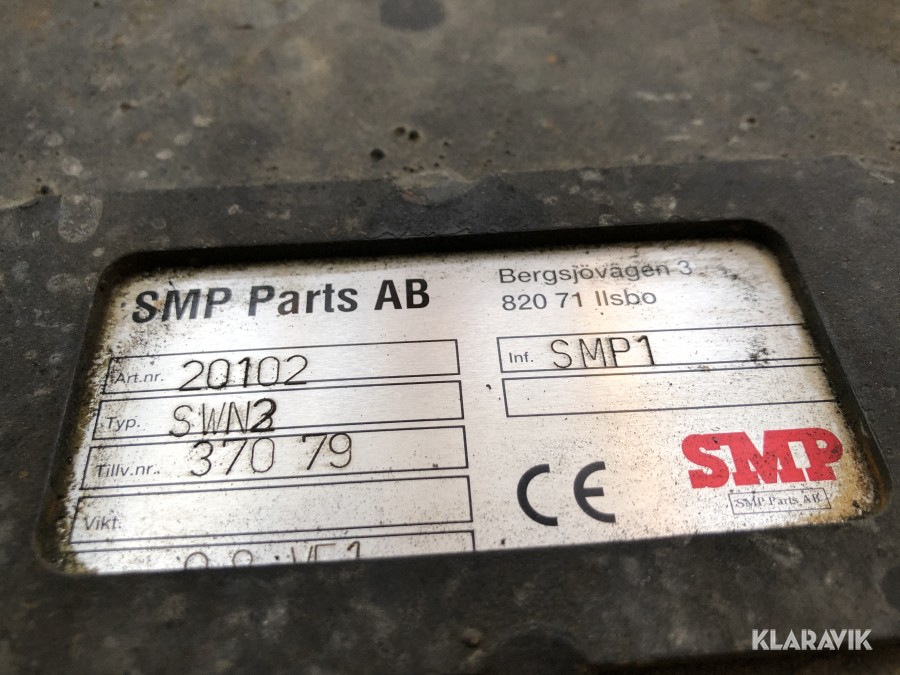 SMP Parts AB
Bergsjövägen 3
820 71 Ilsbo
Art.nr. 20102
Inf. SMP1
Typ. SWN2
Tillv.nr. 370 79
Vikt.
CE
SMP
SMP Parts AB
KLARAVIK